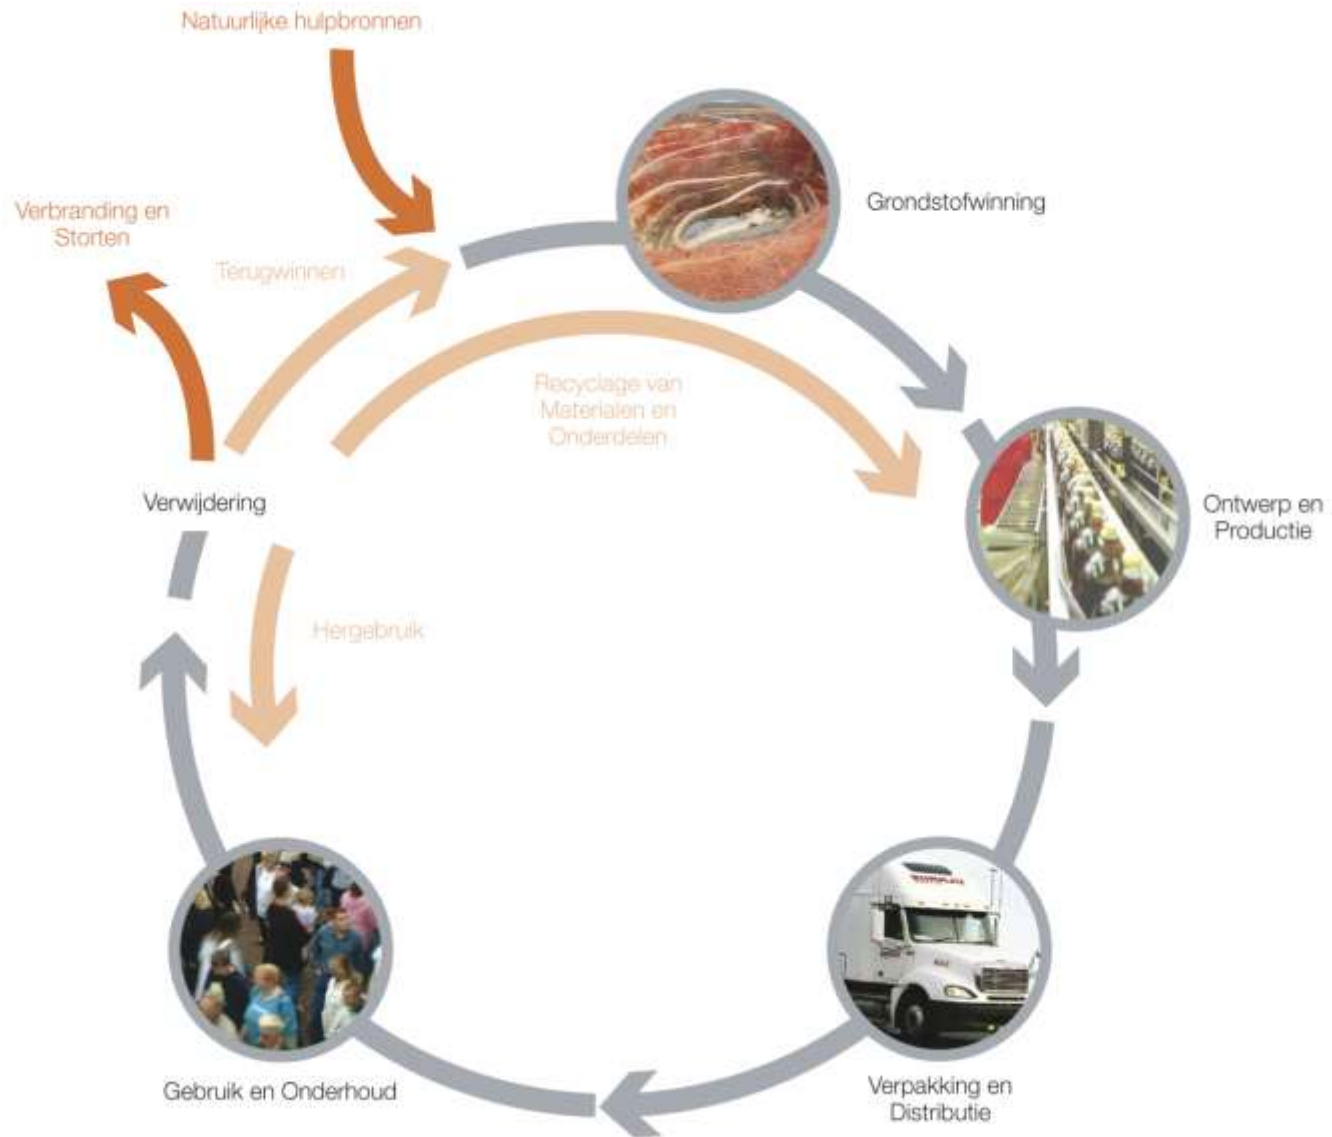 Natuurlijke hulpbronnen
Grondstofwinning
Verbranding en
Storten
Terugwinnen
Recyclage van
Materialen en
Onderdelen
Verwijdering
Ontwerp en
Productie
Hergebruik
Gebruik en Onderhoud
Verpakking en
Distributie